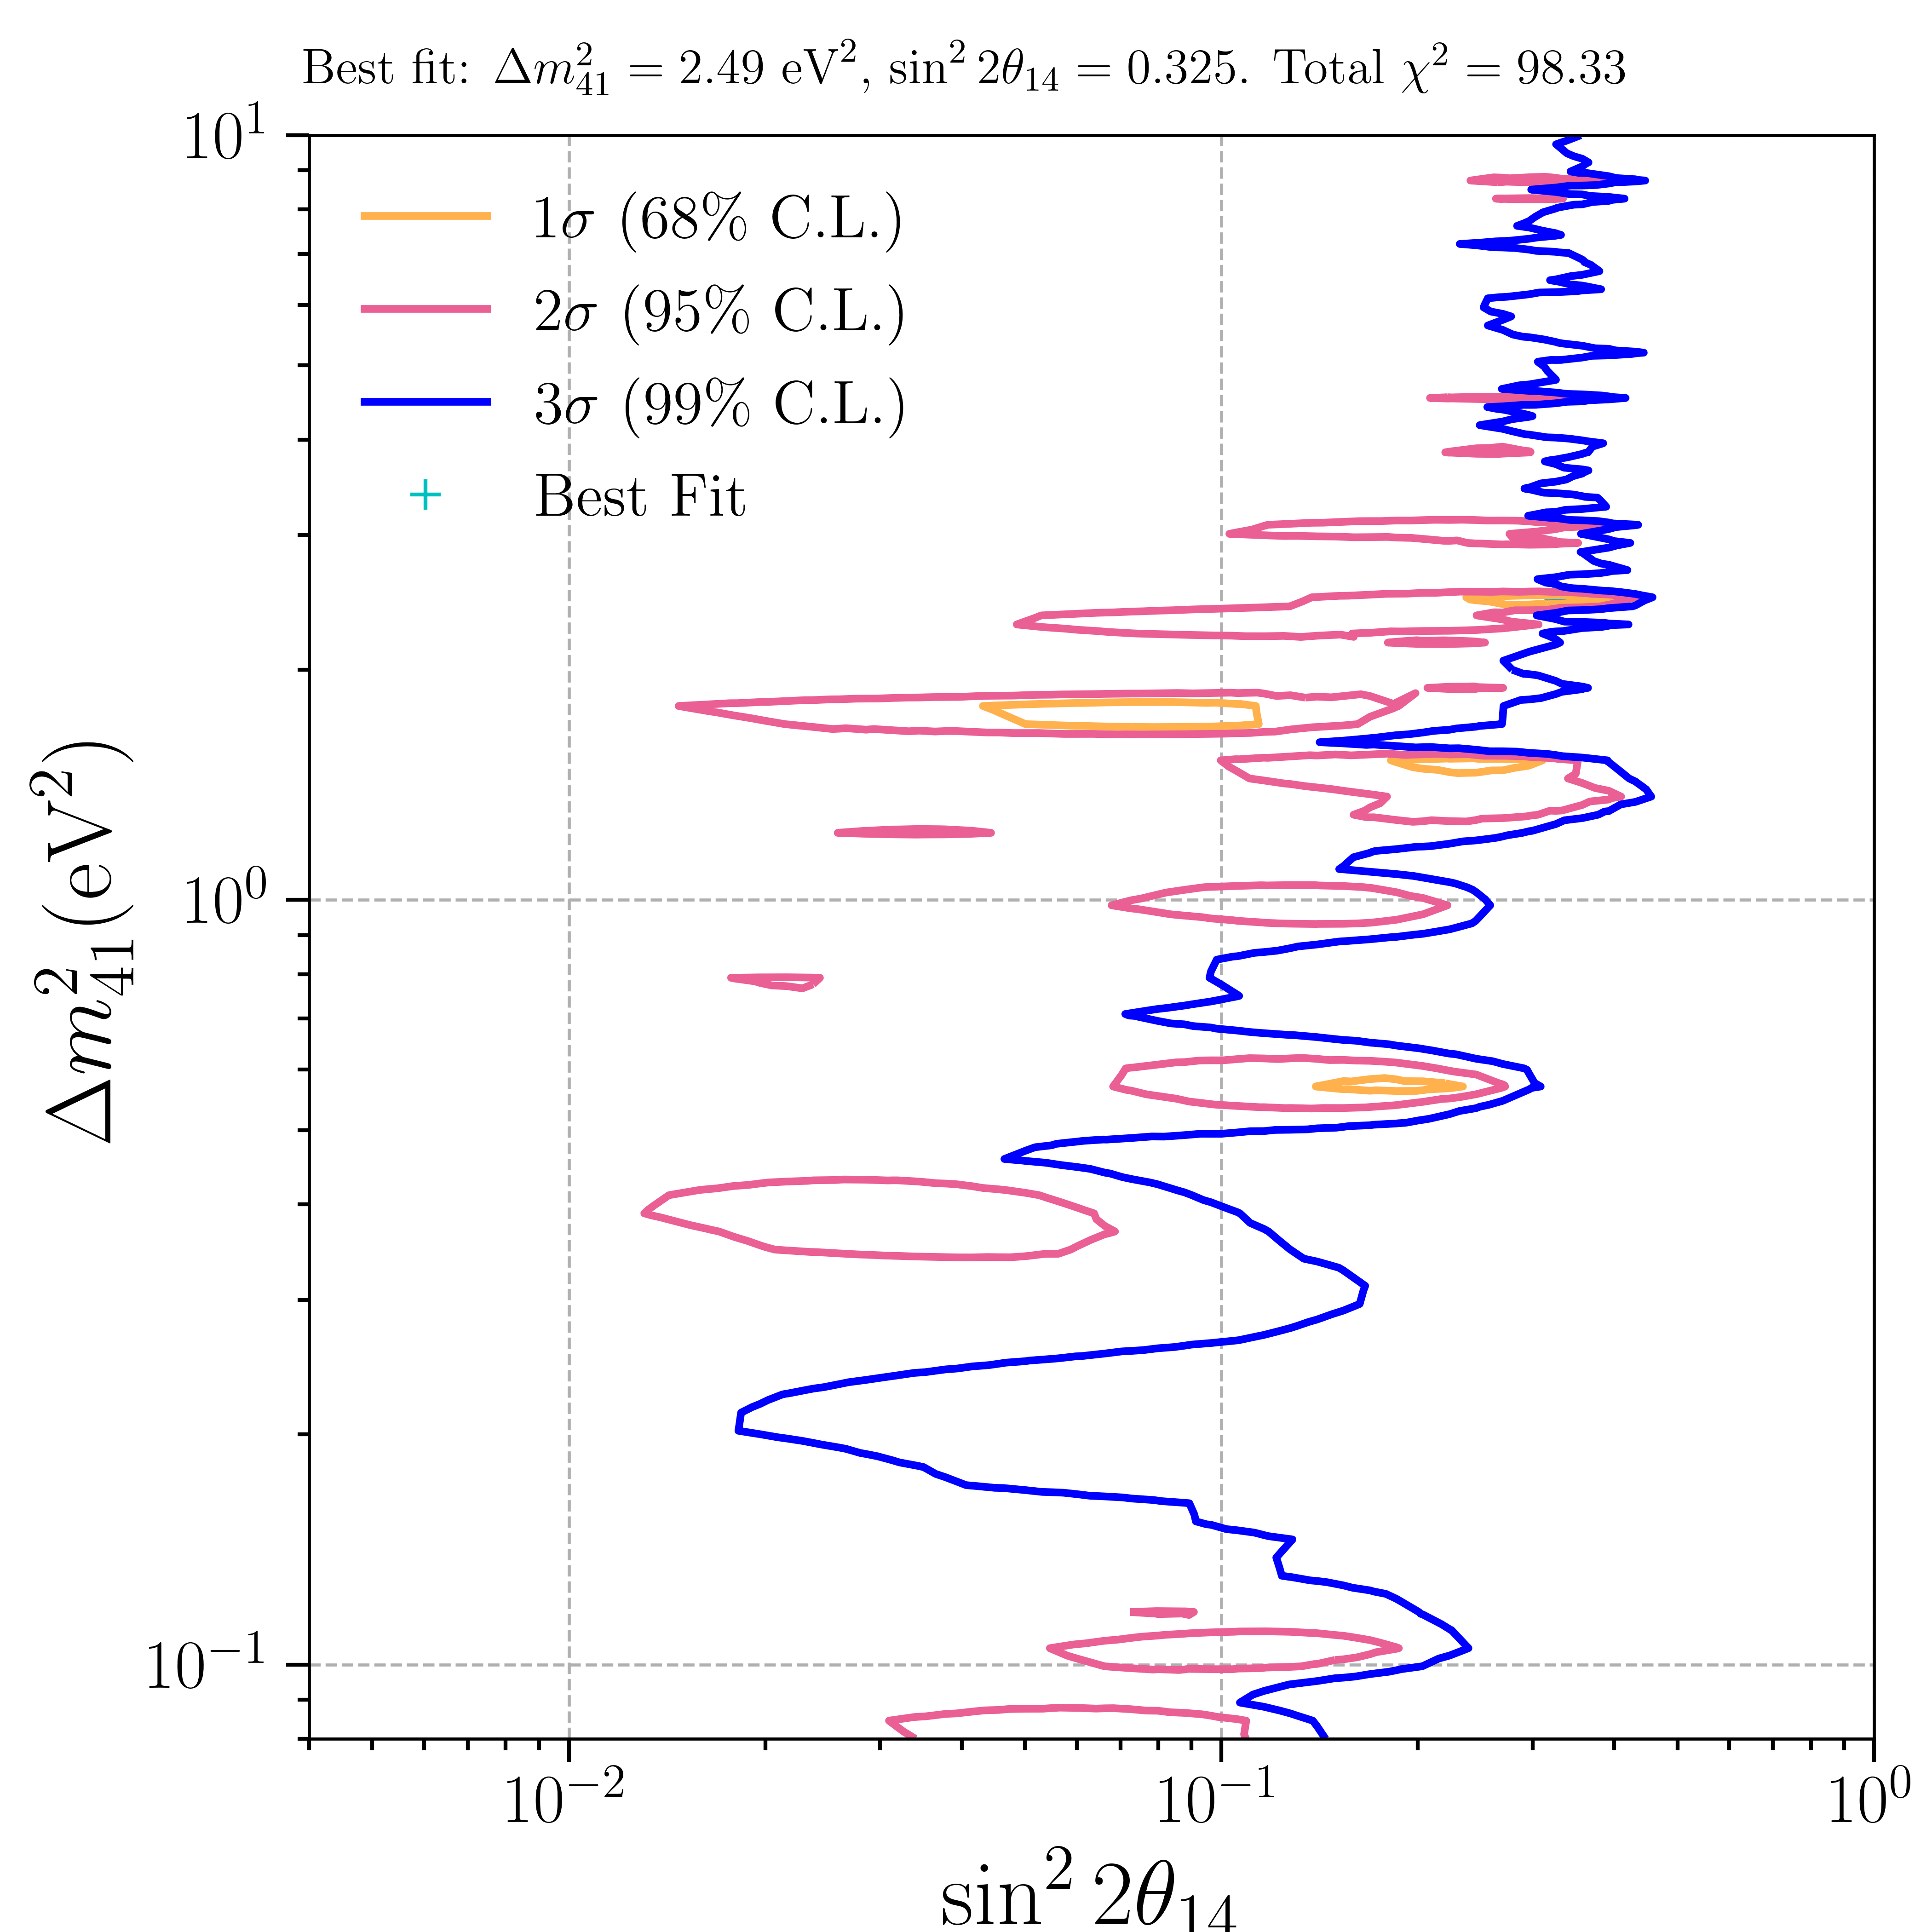 Best fit: Δm²₄₁ = 2.49 eV², sin² 2θ₁₄ = 0.325. Total χ² = 98.33
10¹
1σ (68% C.L.)
2σ (95% C.L.)
3σ (99% C.L.)
Best Fit
Δm²₄₁(eV²)
10⁰
10⁻¹
10⁻² 10⁻¹ 10⁰
sin² 2θ₁₄